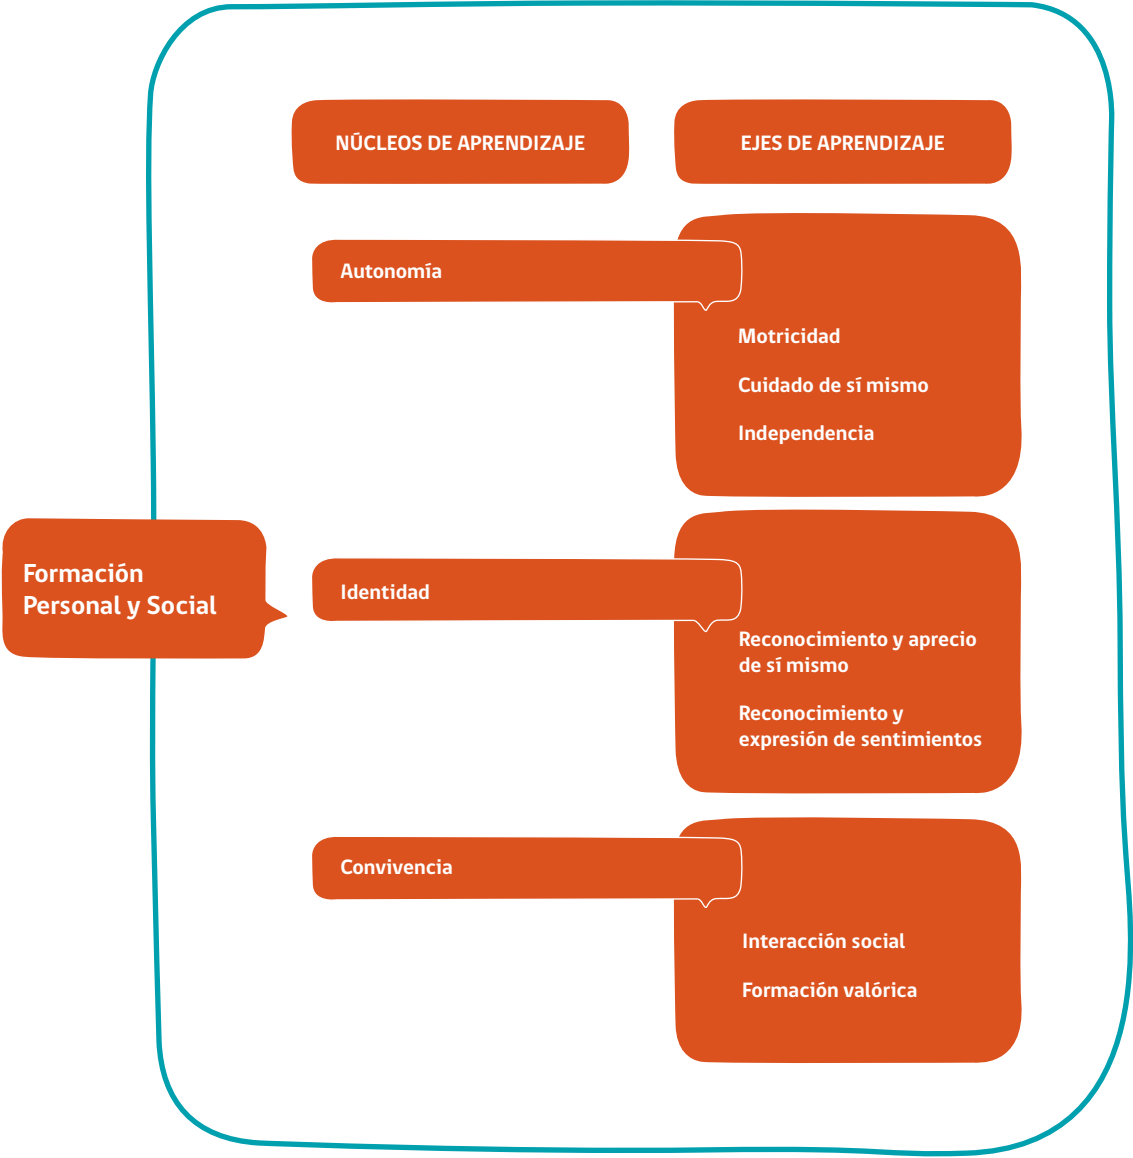 NÚCLEOS DE APRENDIZAJE
EJES DE APRENDIZAJE
Formación
Personal y Social
Autonomía
Motricidad
Cuidado de sí mismo
Independencia
Identidad
Reconocimiento y aprecio
de sí mismo
Reconocimiento y
expresión de sentimientos
Convivencia
Interacción social
Formación valórica